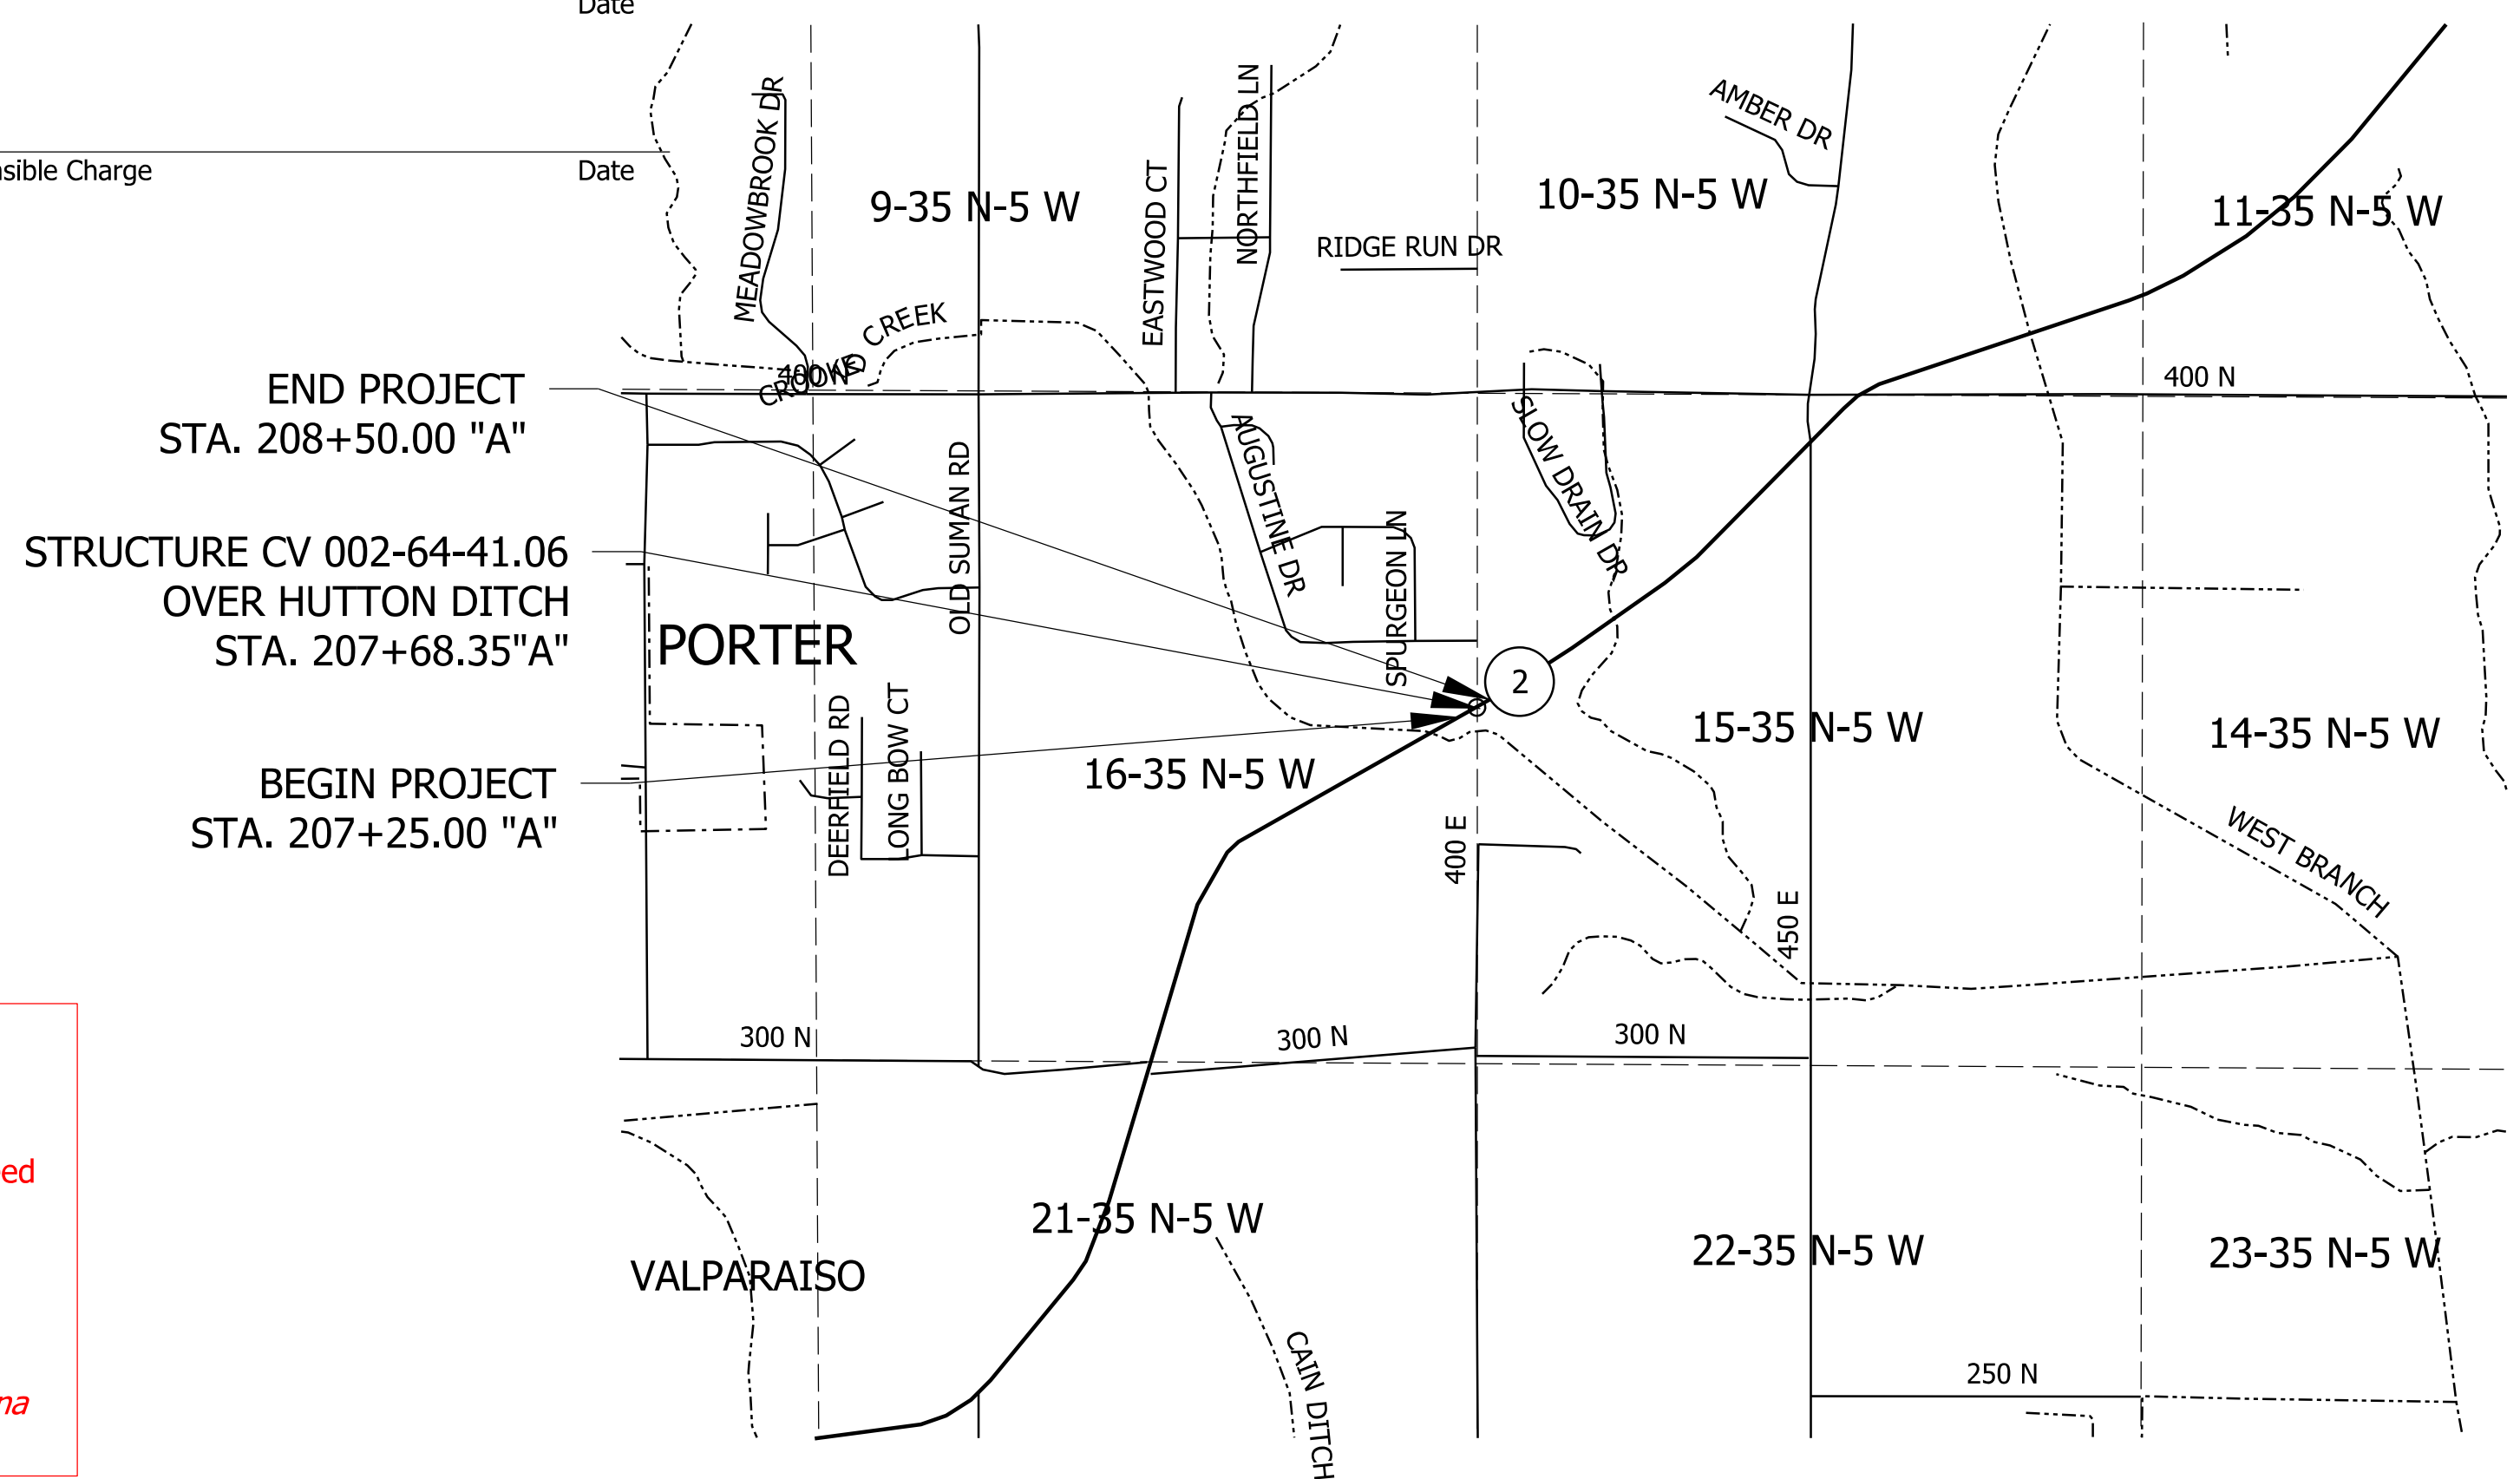 Date
Date
MEADOWBROOK DR
9-35 N-5 W
EASTWOOD CT
NORTHFIELD LN
RIDGE RUN DR
10-35 N-5 W
AMBER DR
11-35 N-5 W
CROOKED CREEK
400 N
400 N
END PROJECT
STA. 208+50.00 "A"
STRUCTURE CV 002-64-41.06
OVER HUTTON DITCH
STA. 207+68.35"A"
BEGIN PROJECT
STA. 207+25.00 "A"
PORTER
OLD SUMAN RD
AUGUSTINE DR
SPURGEON LN
SLOW DRAIN DR
2
DEERFIELD RD
LONG BOW CT
16-35 N-5 W
15-35 N-5 W
14-35 N-5 W
400 E
450 E
WEST BRANCH
300 N
300 N
300 N
VALPARAISO
21-35 N-5 W
22-35 N-5 W
23-35 N-5 W
CAIN DITCH
250 N
sible Charge
ed
na